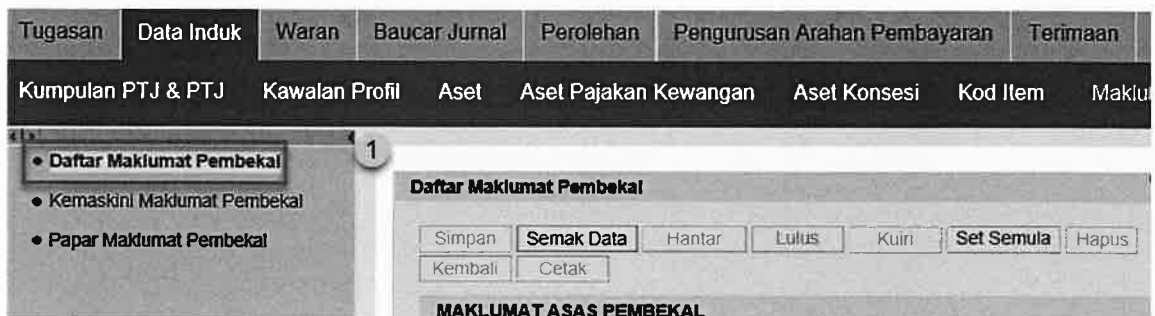 Tugasan Data Induk Waran Baucar Jurnal Perolehan Pengurusan Arahan Pembayaran Terimaan
Kumpulan PTJ & PTJ Kawalan Profil Aset Aset Pajakan Kewangan Aset Konsesi Kod Item
Daftar Maklumat Pembekal
1
Kemaskini Maklumat Pembekal
Papar Maklumat Pembekal
Daftar Maklumat Pembekal
Simpan Semak Data Hantar Lulus Kuiri Set Semula Hapus
Kembali Cetak
MAKLUMAT ASAS PEMBEKAL